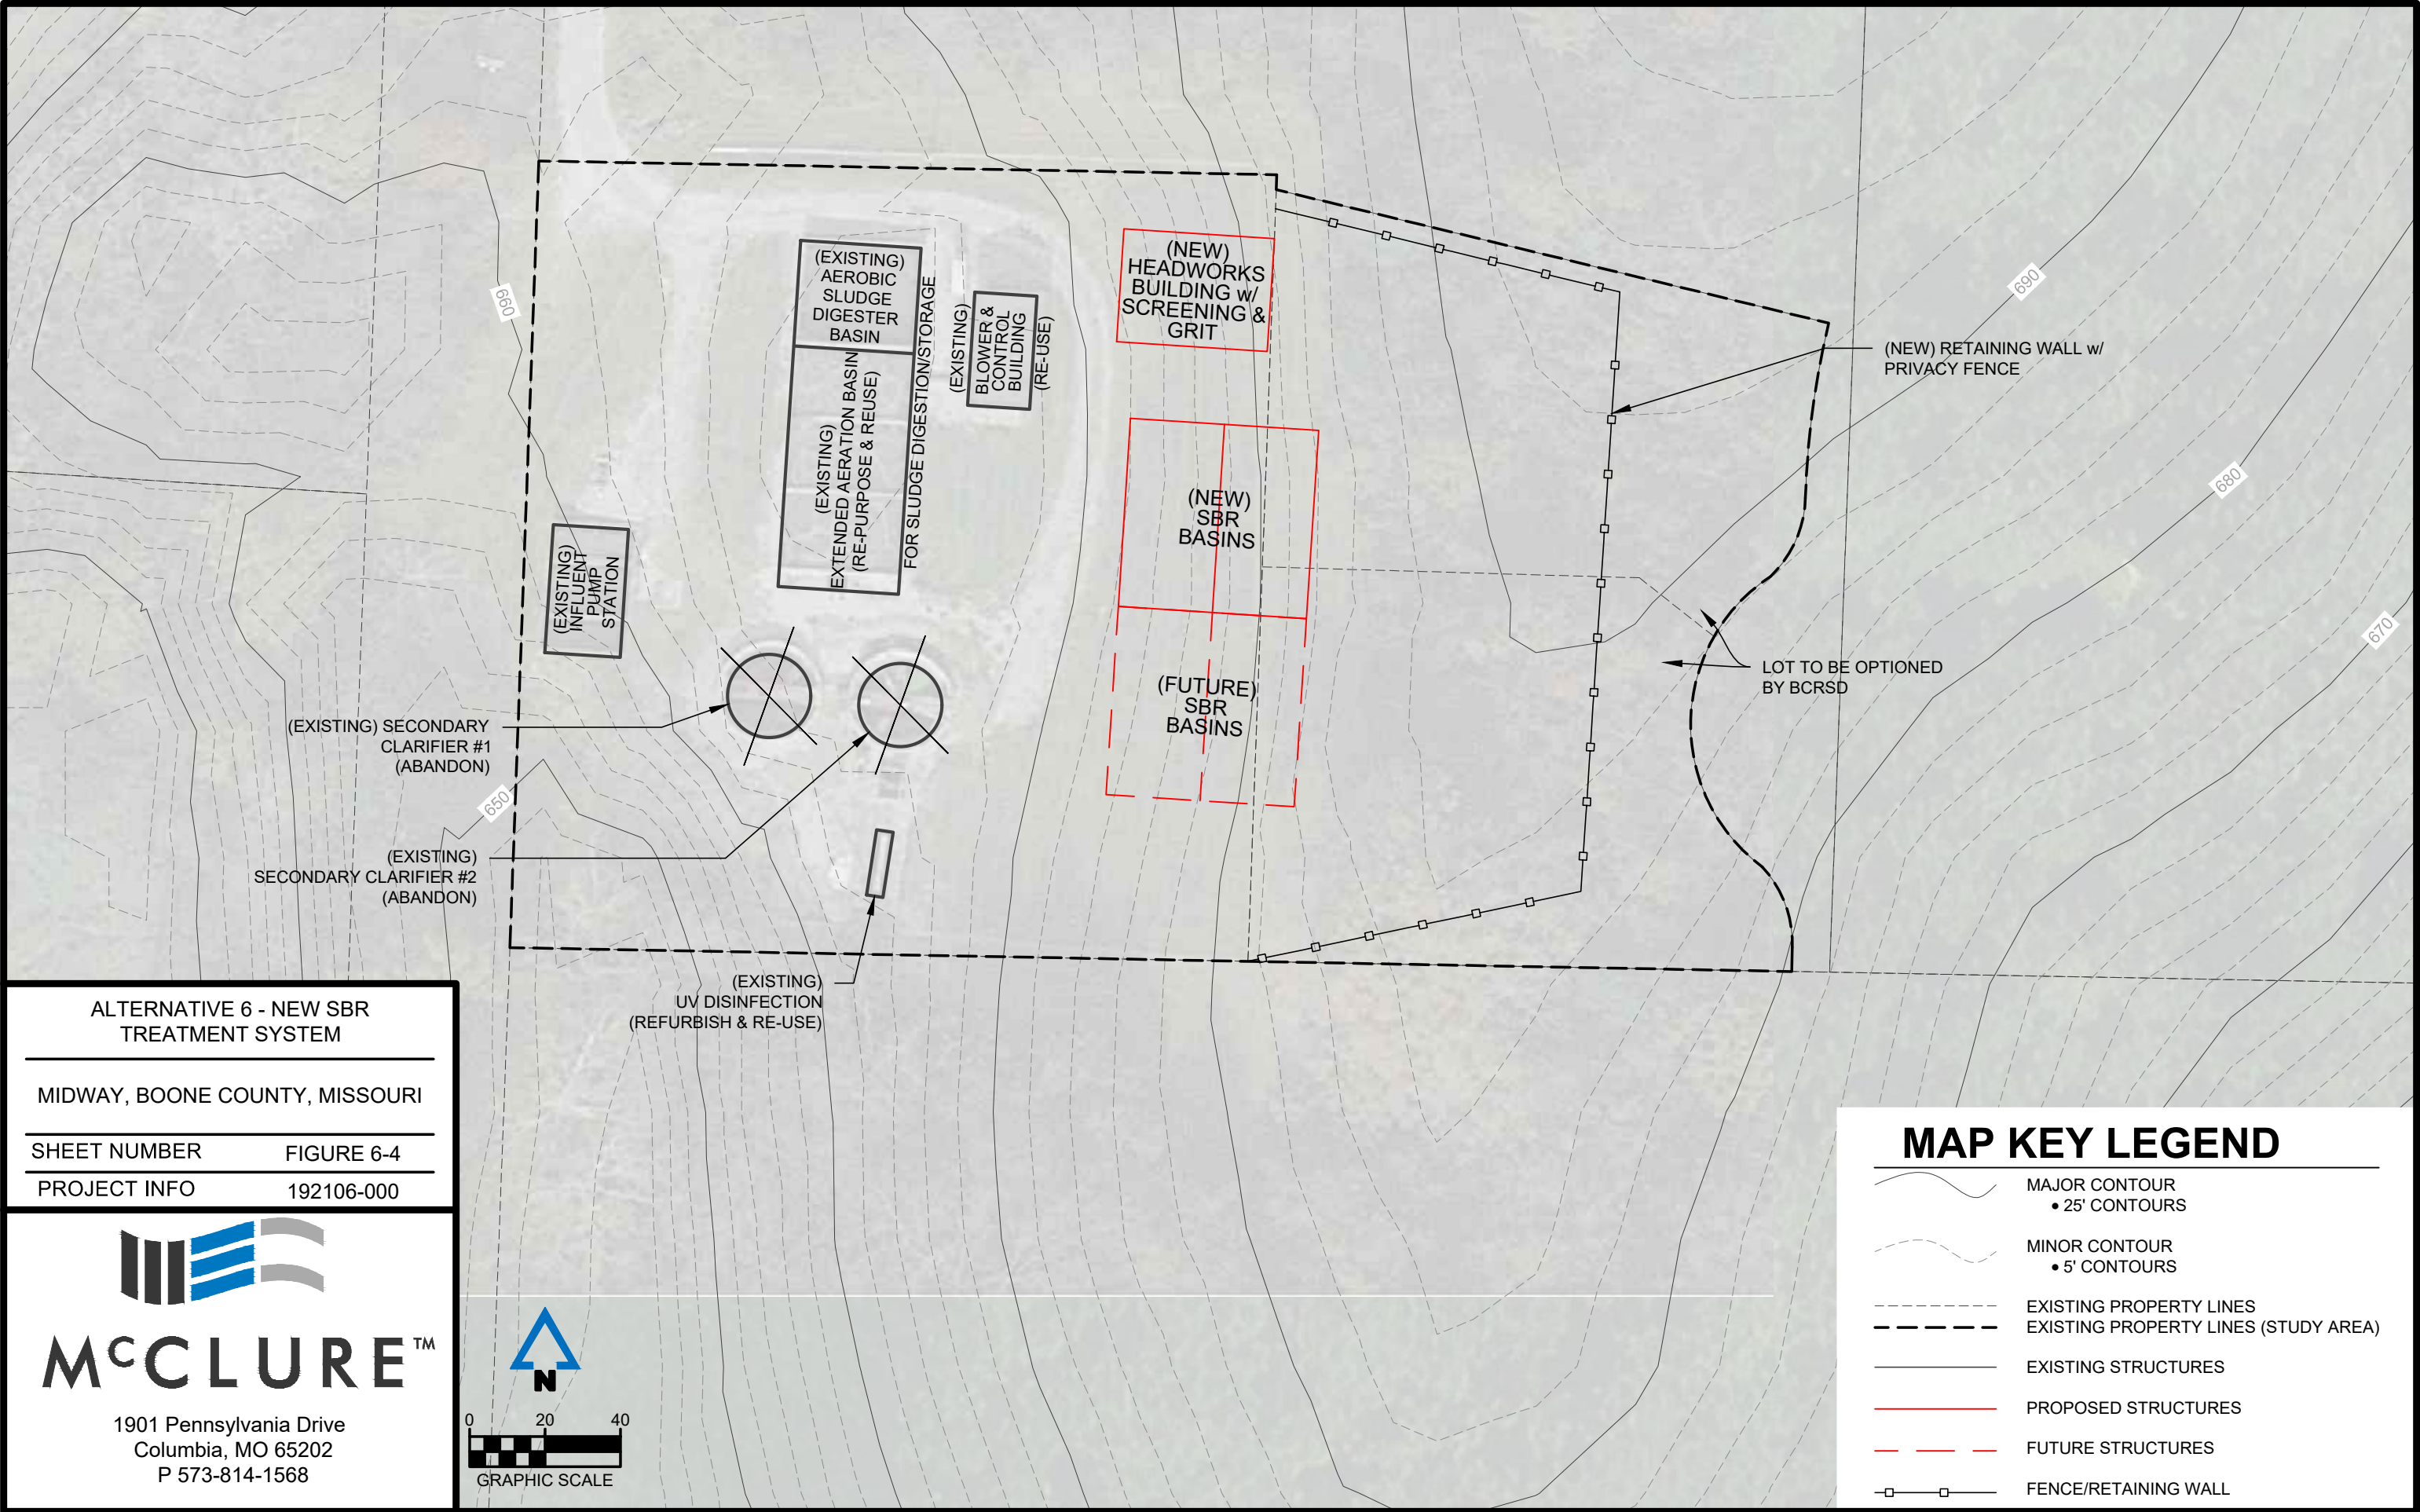 (EXISTING)
AEROBIC
SLUDGE
DIGESTER
BASIN
(EXISTING)
EXTENDED AERATION BASIN
(RE-PURPOSE & REUSE)
FOR SLUDGE DIGESTION/STORAGE
(EXISTING)
BLOWER &
CONTROL
BUILDING
(RE-USE)
(NEW)
HEADWORKS
BUILDING w/
SCREENING &
GRIT
(NEW)
SBR
BASINS
(FUTURE)
SBR
BASINS
(NEW) RETAINING WALL w/
PRIVACY FENCE
LOT TO BE OPTIONED
BY BCRSD
(EXISTING)
INFLUENT
PUMP
STATION
(EXISTING) SECONDARY
CLARIFIER #1
(ABANDON)
(EXISTING)
SECONDARY CLARIFIER #2
(ABANDON)
(EXISTING)
UV DISINFECTION
(REFURBISH & RE-USE)
660
650
690
680
670
ALTERNATIVE 6 - NEW SBR
TREATMENT SYSTEM
MIDWAY, BOONE COUNTY, MISSOURI
SHEET NUMBER FIGURE 6-4
PROJECT INFO 192106-000
McCLURE™
1901 Pennsylvania Drive
Columbia, MO 65202
P 573-814-1568
N
0 20 40
GRAPHIC SCALE
MAP KEY LEGEND
MAJOR CONTOUR
• 25' CONTOURS
MINOR CONTOUR
• 5' CONTOURS
EXISTING PROPERTY LINES
EXISTING PROPERTY LINES (STUDY AREA)
EXISTING STRUCTURES
PROPOSED STRUCTURES
FUTURE STRUCTURES
FENCE/RETAINING WALL